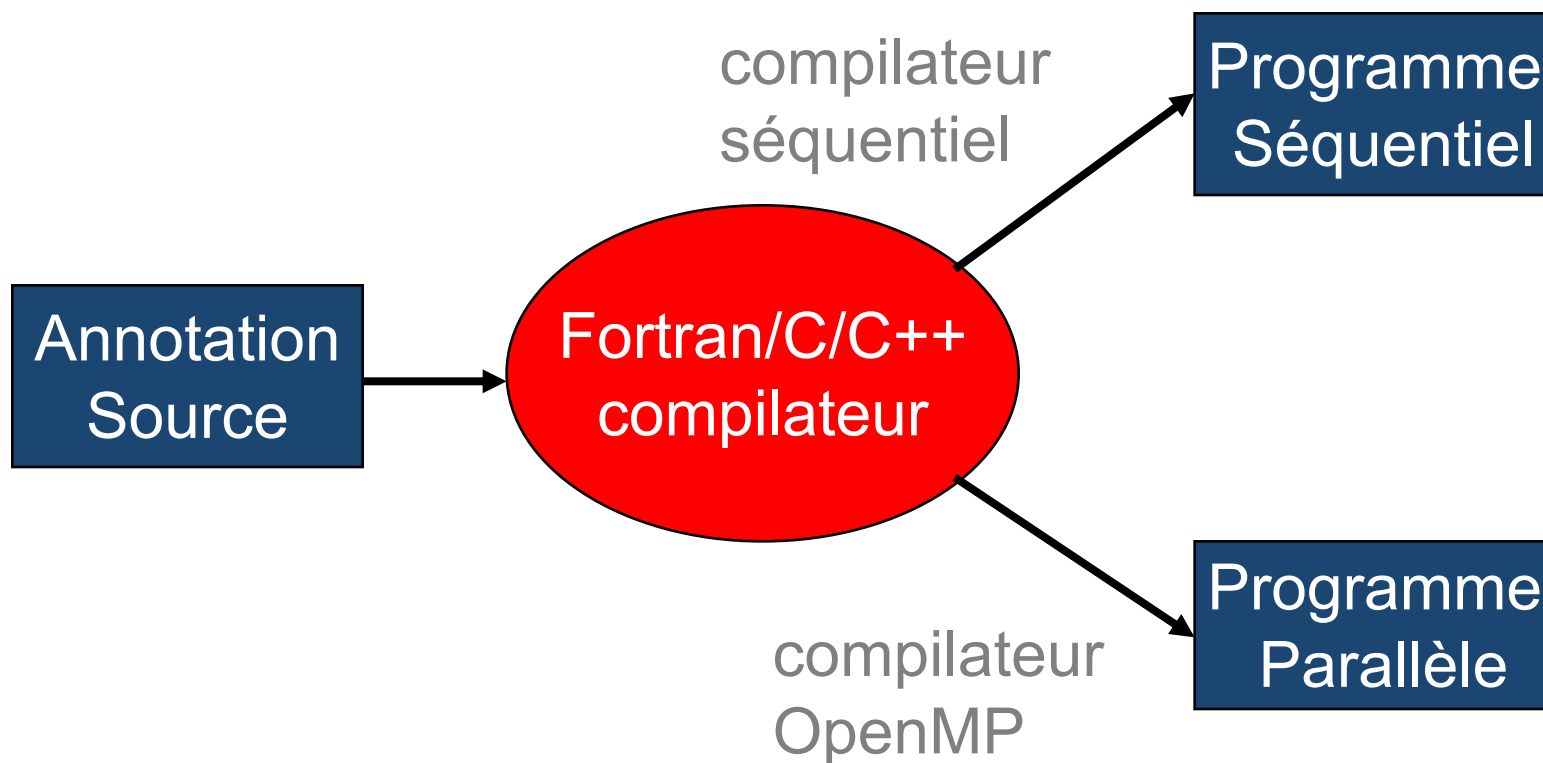 Annotation
Source
Fortran/C/C++
compilateur
compilateur
séquentiel
Programme
Séquentiel
compilateur
OpenMP
Programme
Parallèle